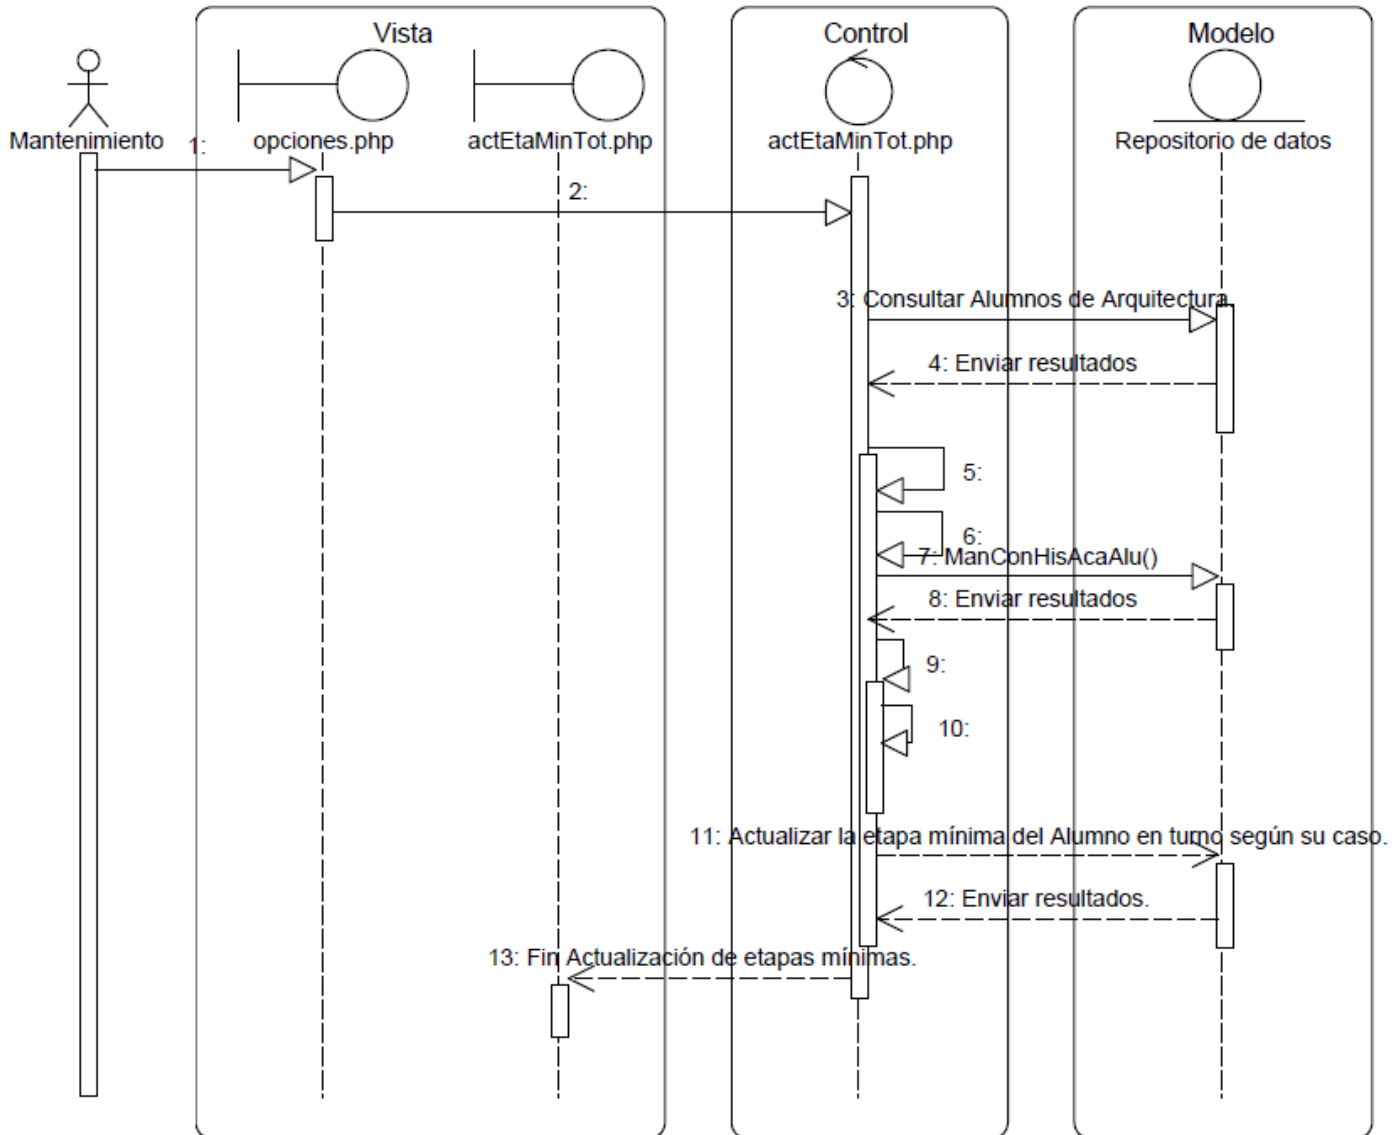 Vista
Control
Modelo
Mantenimiento
opciones.php
actEtaMinTot.php
actEtaMinTot.php
Repositorio de datos
1:
2:
3: Consultar Alumnos de Arquitectura.
4: Enviar resultados
5:
6:
7: ManConHisAcaAlu()
8: Enviar resultados
9:
10:
11: Actualizar la etapa mínima del Alumno en turno según su caso.
12: Enviar resultados.
13: Fin Actualización de etapas mínimas.